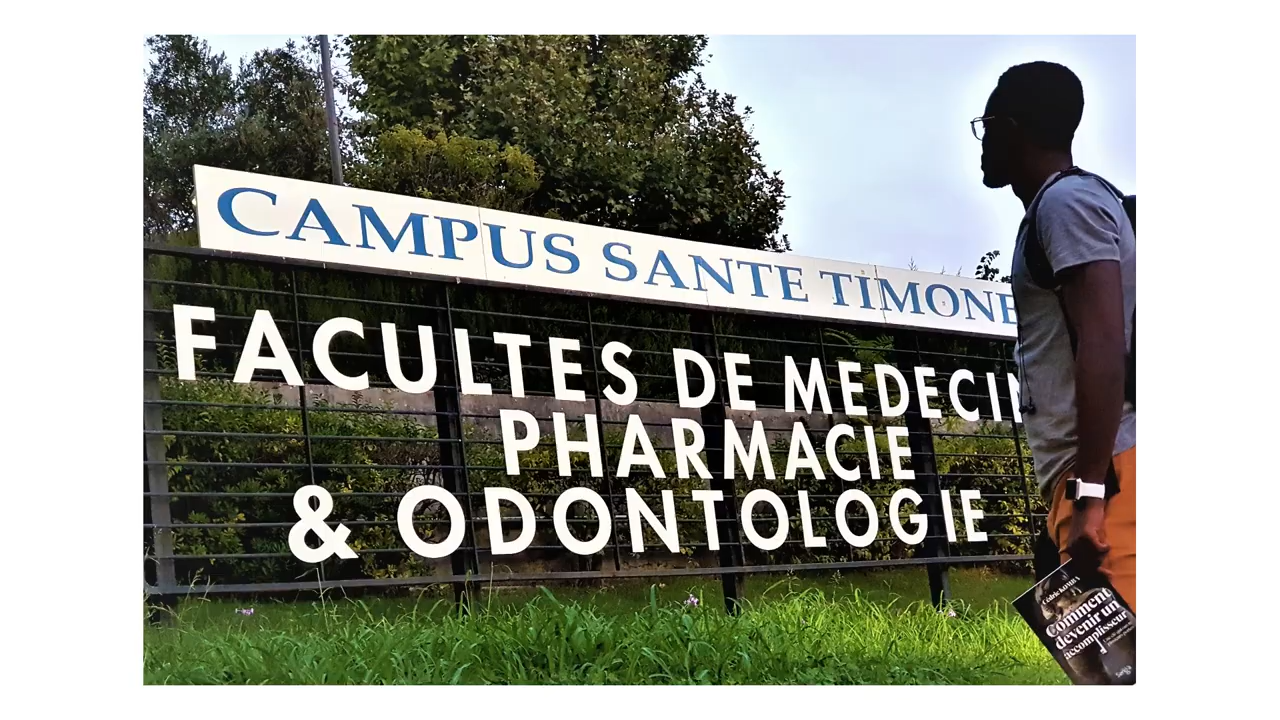 CAMPUS SANTE TIMONE
FACULTES DE MEDECIN
PHARMACIE
& ODONTOLOGIE
Comment
devenir un
accomplisseur